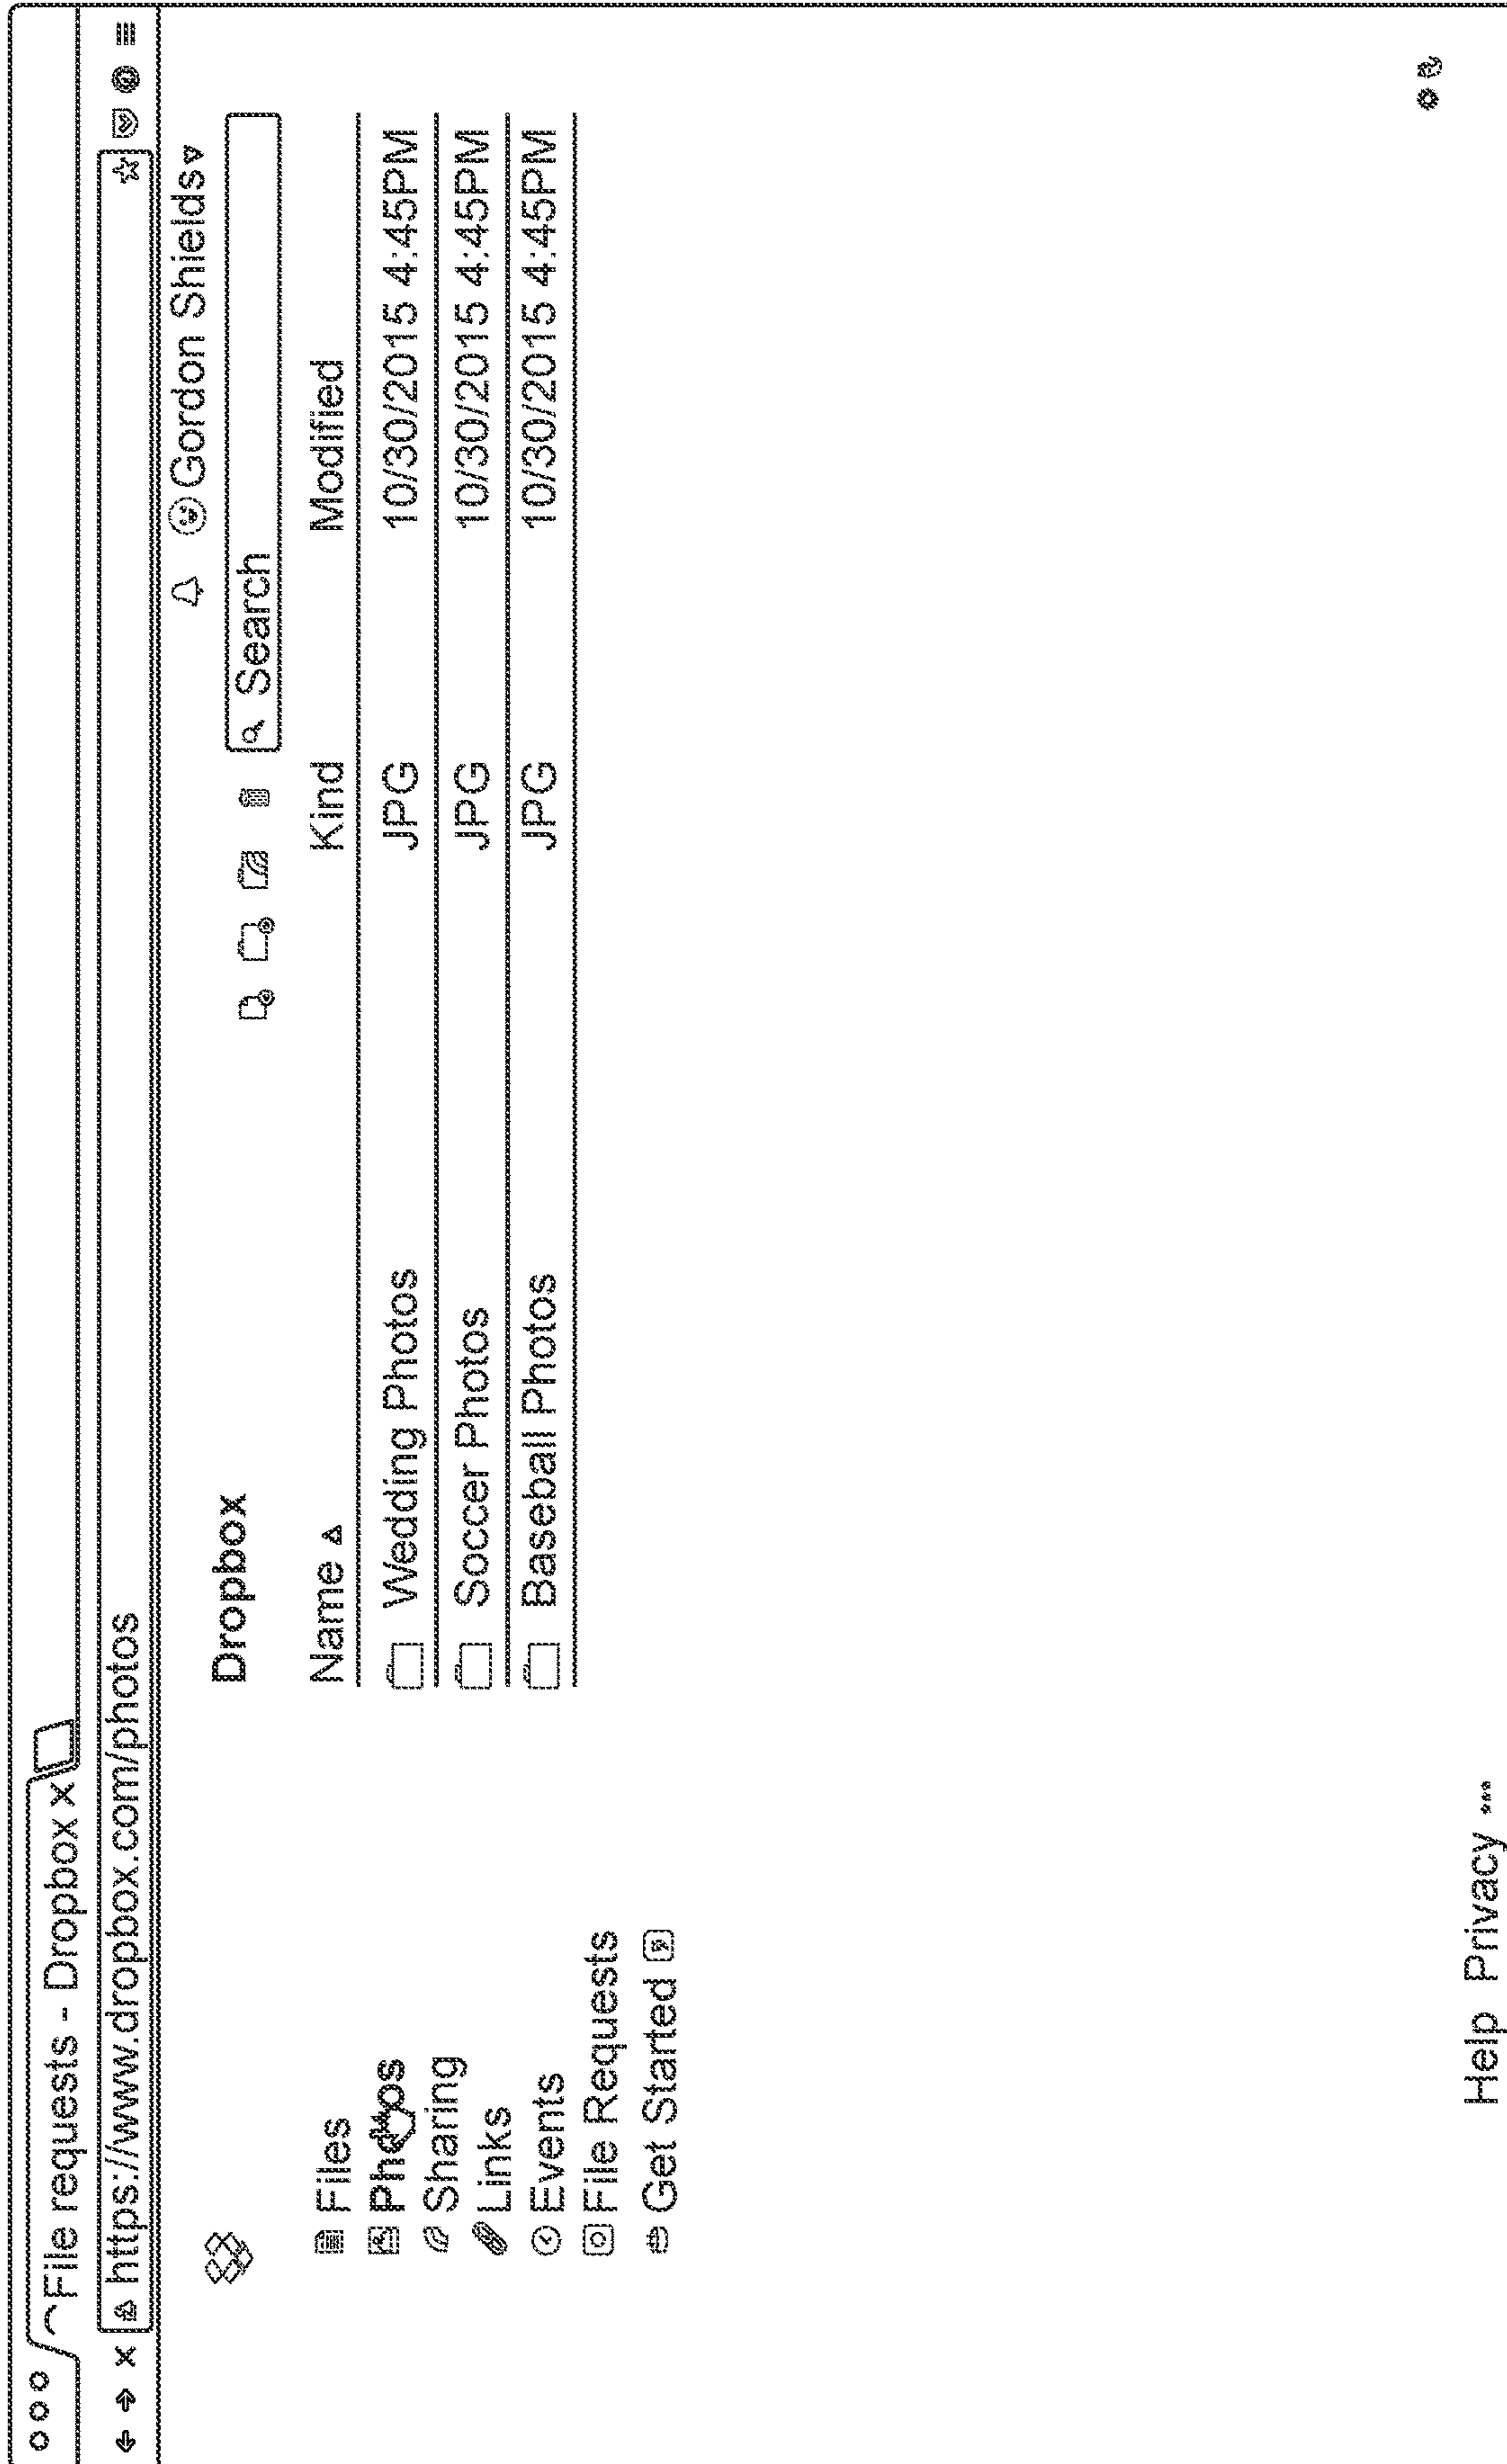 File requests - Dropbox x
https://www.dropbox.com/photos
Gordon Shields
Dropbox
Search
Name Kind Modified
Wedding Photos JPG 10/30/2015 4:45PM
Soccer Photos JPG 10/30/2015 4:45PM
Baseball Photos JPG 10/30/2015 4:45PM
Files
Photos
Sharing
Links
Events
File Requests
Get Started
Help Privacy ...